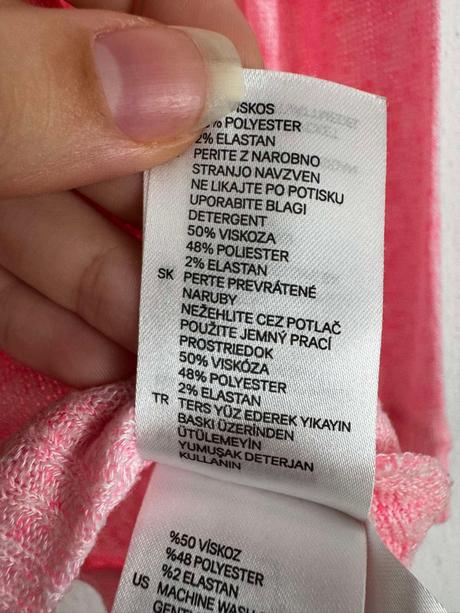 VISKOS
% POLYESTER
2% ELASTAN
PERITE Z NAROBNO
STRANJO NAVZVEN
NE LIKAJTE PO POTISKU
UPORABITE BLAGI
DETERGENT
50% VISKOZA
48% POLIESTER
2% ELASTAN
SK PERTE PREVRÁTENÉ
NARUBY
NEŽEHLITE CEZ POTLAČ
POUŽITE JEMNÝ PRACÍ
PROSTRIEDOK
50% VISKÓZA
48% POLYESTER
2% ELASTAN
TR TERS YÜZ EDEREK YIKAYIN
BASKI ÜZERİNDEN
ÜTÜLEMEYİN
YUMUŞAK DETERJAN
KULLANIN
%50 VİSKOZ
%48 POLYESTER
%2 ELASTAN
US MACHINE WASH